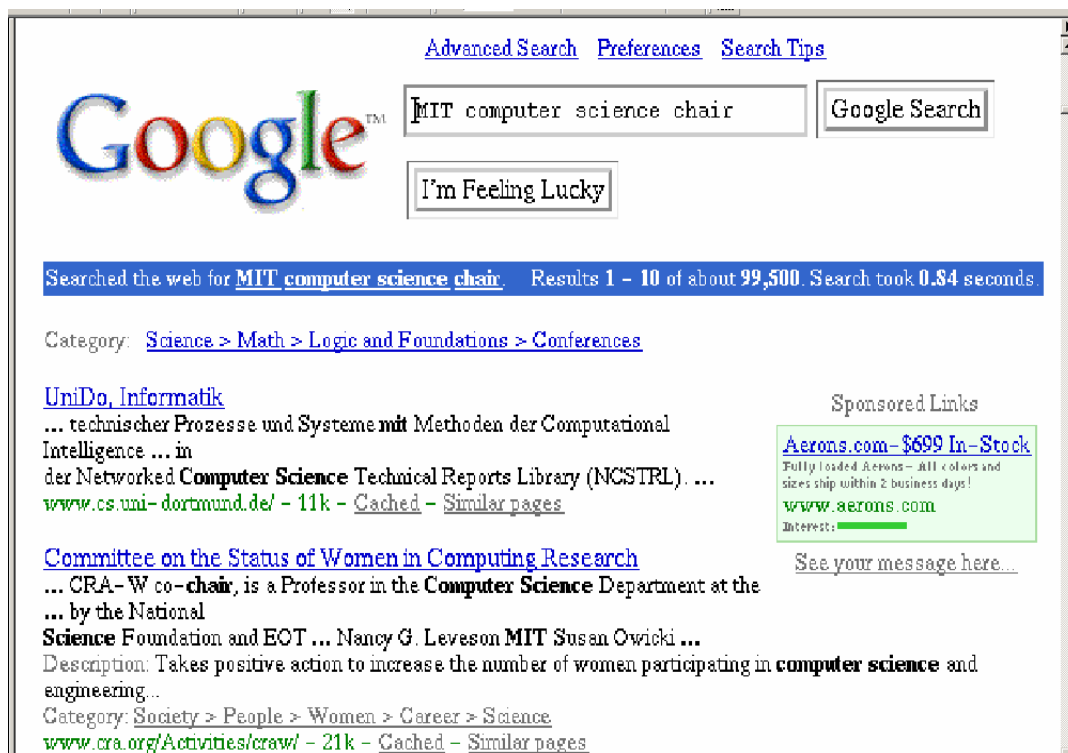 Advanced Search Preferences Search Tips
Google™
MIT computer science chair
Google Search
I'm Feeling Lucky
Searched the web for MIT computer science chair. Results 1 - 10 of about 99,500. Search took 0.84 seconds.
Category: Science > Math > Logic and Foundations > Conferences
UniDo, Informatik
... technischer Prozesse und Systeme mit Methoden der Computational
Intelligence ... in
der Networked Computer Science Technical Reports Library (NCSTRL). ...
www.cs.uni-dortmund.de/ - 11k - Cached - Similar pages
Sponsored Links
Aerons.com-$699 In-Stock
Fully loaded Aerons- All colors and
sizes ship within 2 business days!
www.aerons.com
Interest:
See your message here...
Committee on the Status of Women in Computing Research
... CRA-W co-chair, is a Professor in the Computer Science Department at the
... by the National
Science Foundation and EOT ... Nancy G. Leveson MIT Susan Owicki ...
Description: Takes positive action to increase the number of women participating in computer science and
engineering...
Category: Society > People > Women > Career > Science
www.cra.org/Activities/craw/ - 21k - Cached - Similar pages